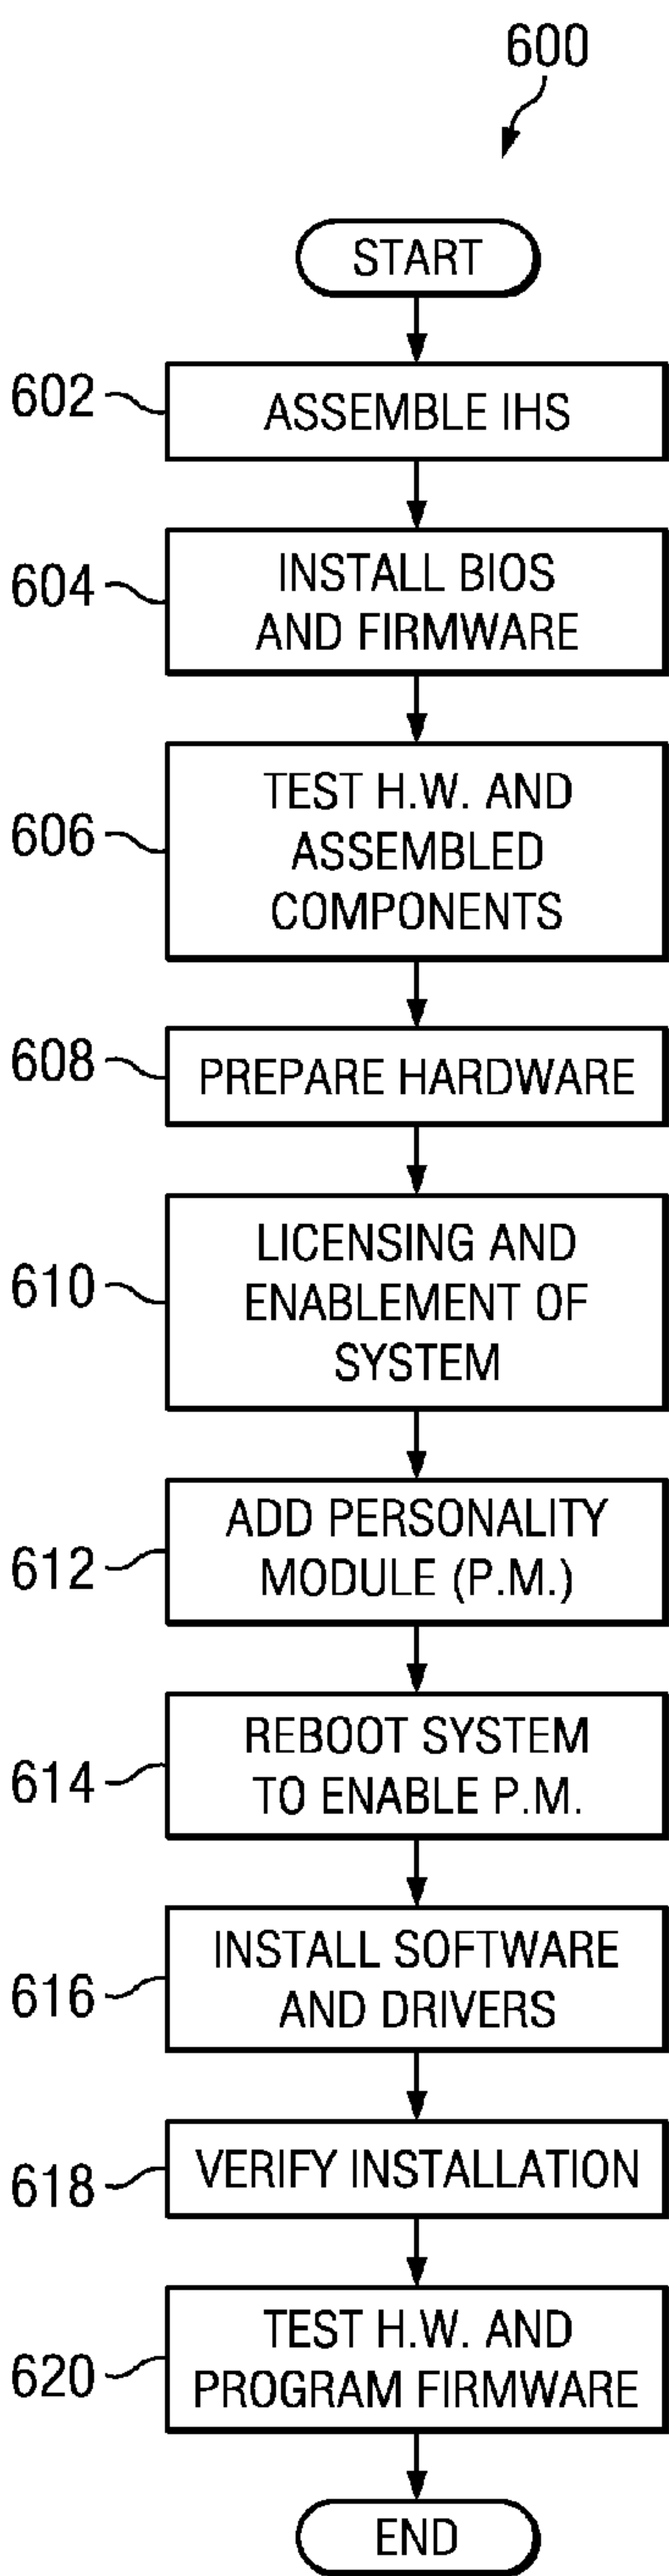 600
START
602
ASSEMBLE IHS
604
INSTALL BIOS
AND FIRMWARE
606
TEST H.W. AND
ASSEMBLED
COMPONENTS
608
PREPARE HARDWARE
610
LICENSING AND
ENABLEMENT OF
SYSTEM
612
ADD PERSONALITY
MODULE (P.M.)
614
REBOOT SYSTEM
TO ENABLE P.M.
616
INSTALL SOFTWARE
AND DRIVERS
618
VERIFY INSTALLATION
620
TEST H.W. AND
PROGRAM FIRMWARE
END